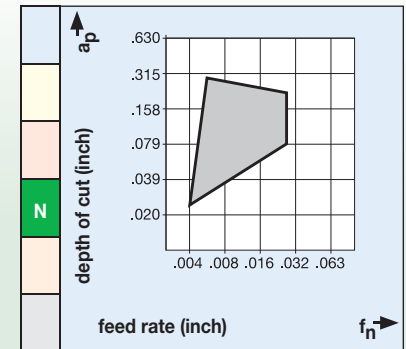 ap
.630
.315
.158
.079
.039
.020
depth of cut (inch)
N
.004 .008 .016 .032 .063
feed rate (inch) fn